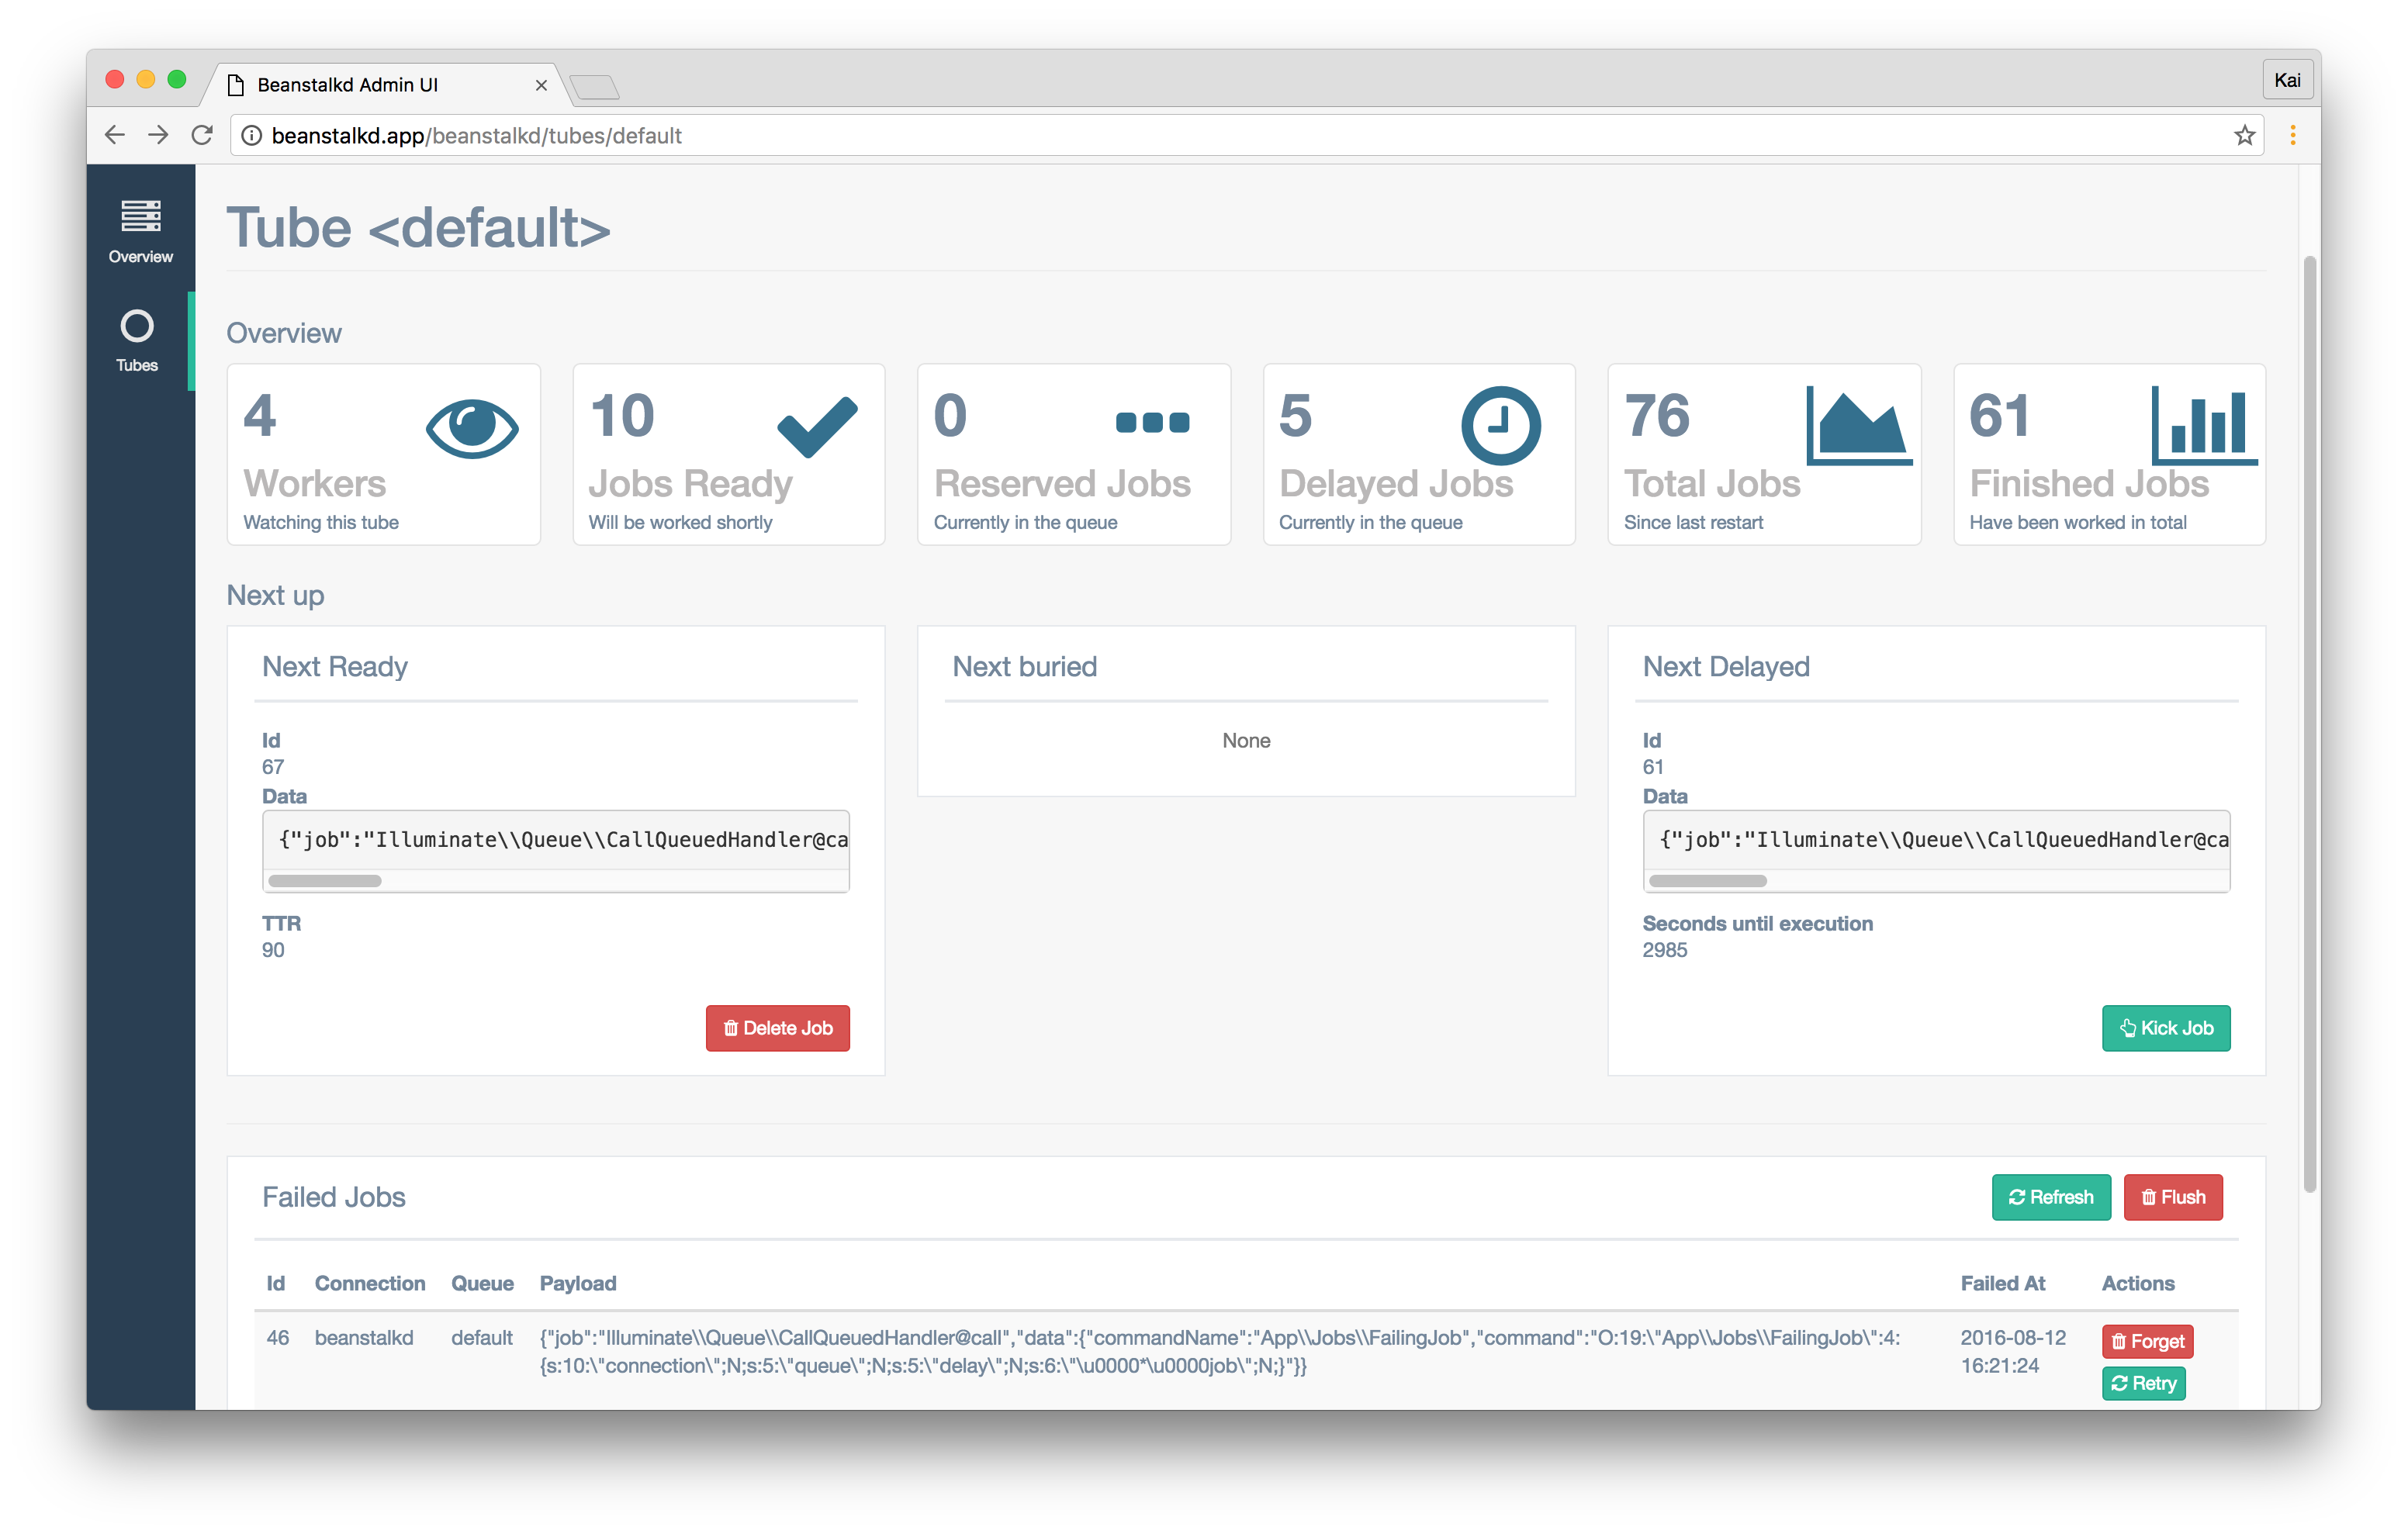 Beanstalkd Admin UI
Kai
beanstalkd.app/beanstalkd/tubes/default
Overview
Tubes
Tube <default>
Overview
4
Workers
Watching this tube
10
Jobs Ready
Will be worked shortly
0
Reserved Jobs
Currently in the queue
5
Delayed Jobs
Currently in the queue
76
Total Jobs
Since last restart
61
Finished Jobs
Have been worked in total
Next up
Next Ready
Id
67
Data
{"job":"Illuminate\\Queue\\CallQueuedHandler@ca
TTR
90
Delete Job
Next buried
None
Next Delayed
Id
61
Data
{"job":"Illuminate\\Queue\\CallQueuedHandler@ca
Seconds until execution
2985
Kick Job
Failed Jobs
Refresh
Flush
Id Connection Queue Payload Failed At Actions
46 beanstalkd default {"job":"Illuminate\\Queue\\CallQueuedHandler@call","data":{"commandName":"App\\Jobs\\FailingJob","command":"O:19:\"App\\Jobs\\FailingJob\":4: 2016-08-12 Forget
{s:10:\"connection\";N;s:5:\"queue\";N;s:5:\"delay\";N;s:6:\"\u0000*\u0000job\";N;}"}} 16:21:24
Retry